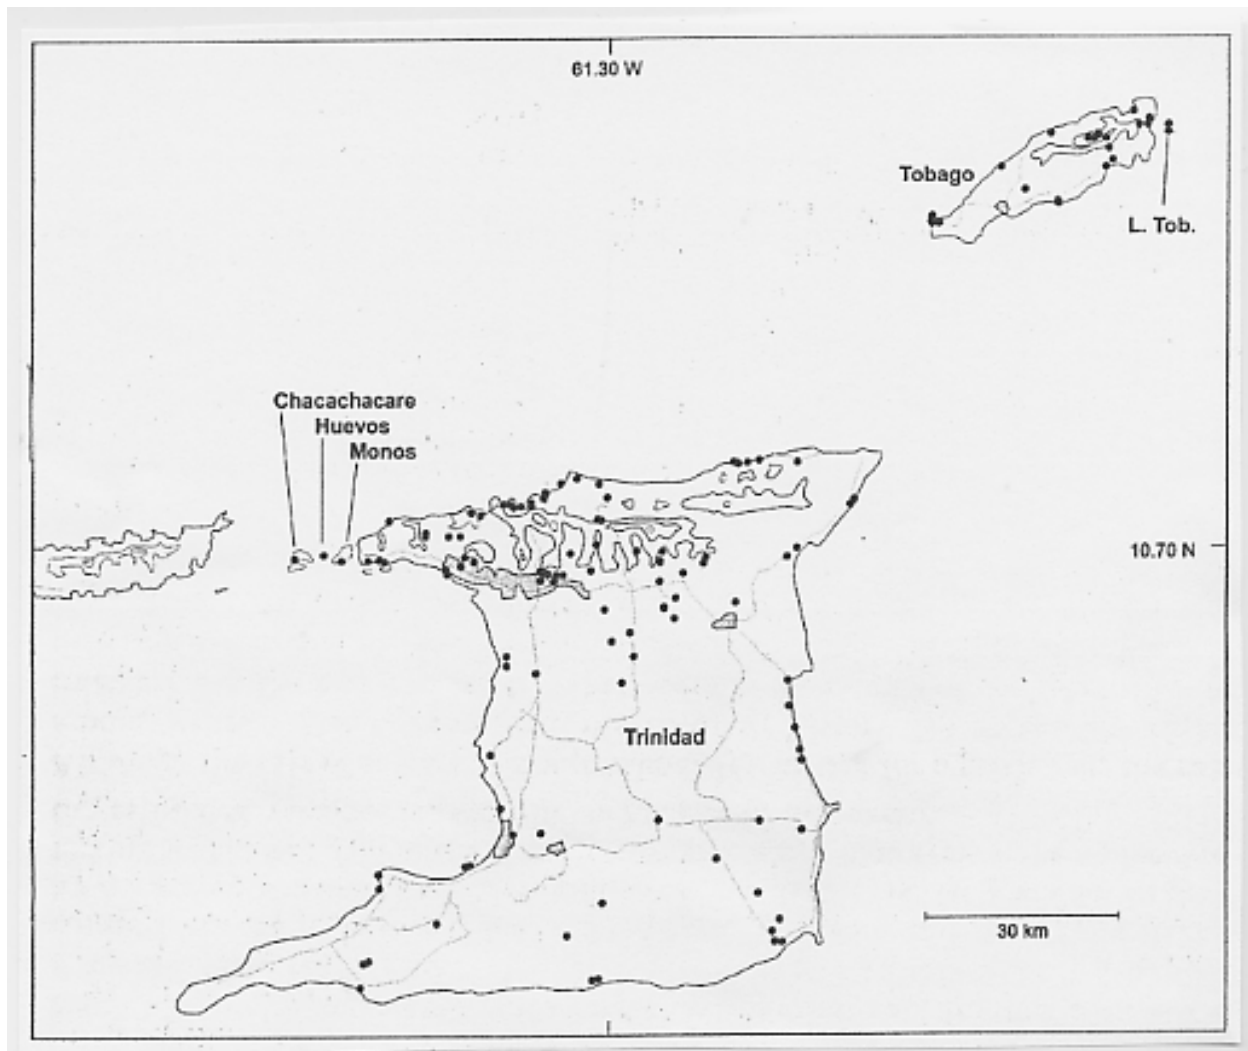 61.30 W
Tobago
L. Tob.
Chacachacare
Huevos
Monos
10.70 N
Trinidad
30 km